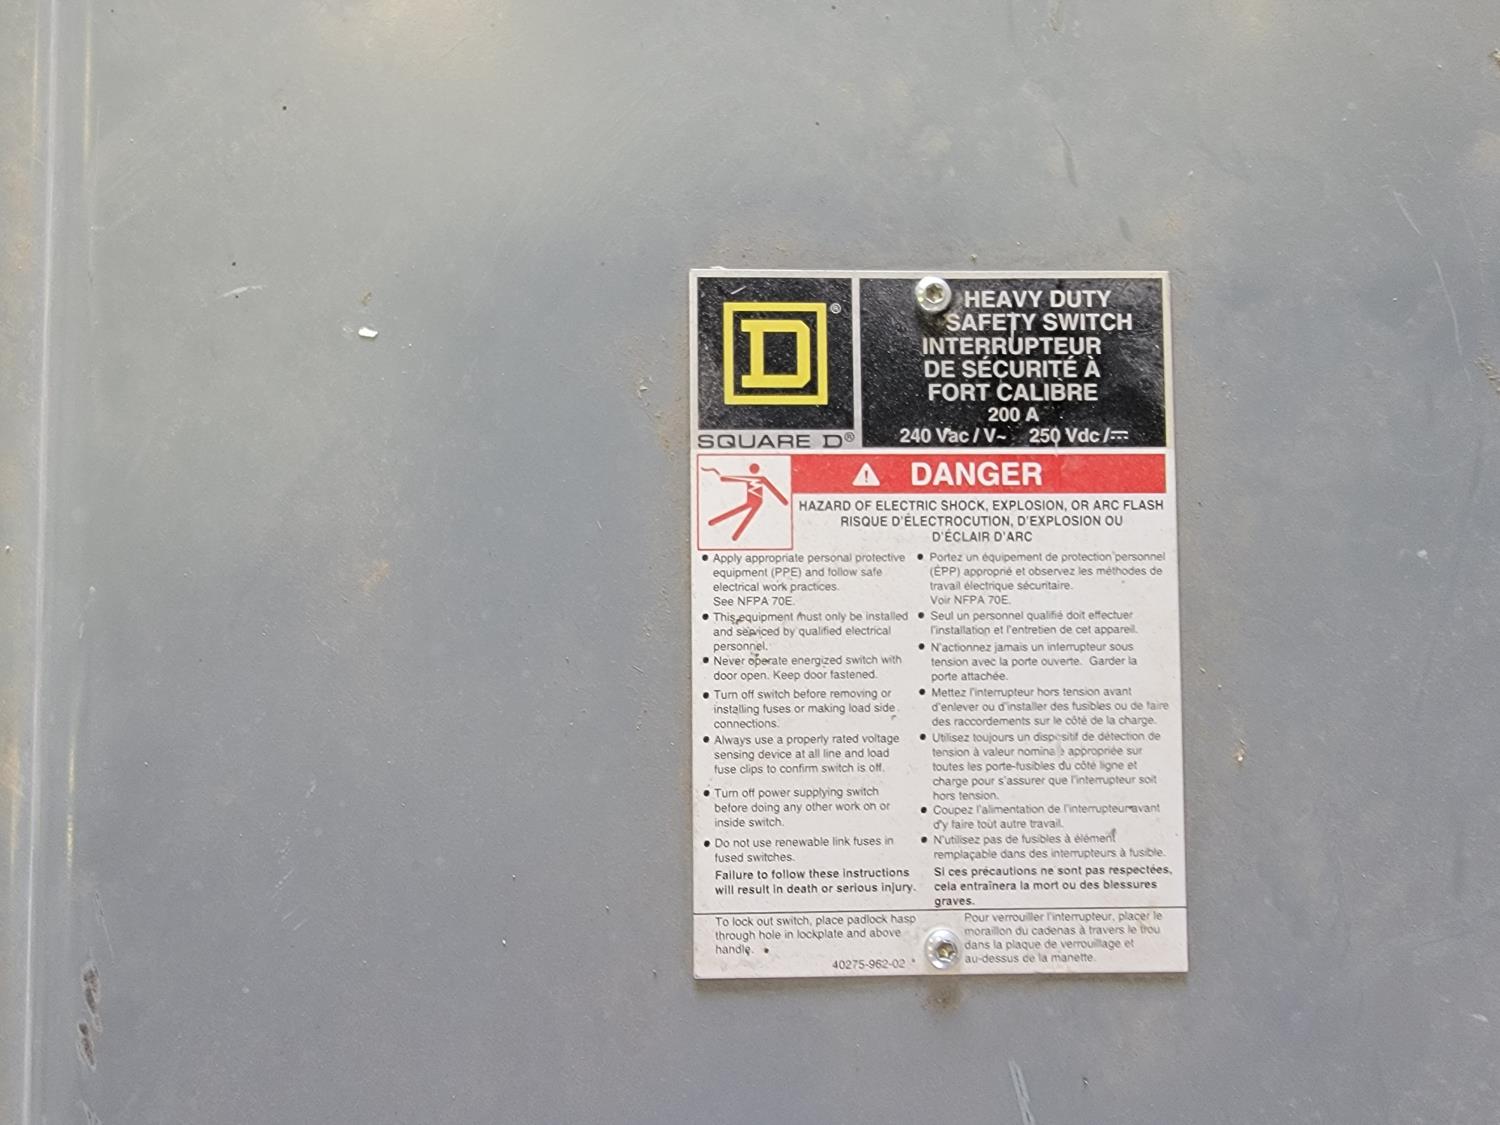 D®
SQUARE D®
HEAVY DUTY
SAFETY SWITCH
INTERRUPTEUR
DE SÉCURITÉ À
FORT CALIBRE
200 A
240 Vac / V~ 250 Vdc / ⎓
⚠ DANGER
HAZARD OF ELECTRIC SHOCK, EXPLOSION, OR ARC FLASH
RISQUE D'ÉLECTROCUTION, D'EXPLOSION OU
D'ÉCLAIR D'ARC
● Apply appropriate personal protective
equipment (PPE) and follow safe
electrical work practices.
See NFPA 70E.
● This equipment must only be installed
and serviced by qualified electrical
personnel.
● Never operate energized switch with
door open. Keep door fastened.
● Turn off switch before removing or
installing fuses or making load side
connections.
● Always use a properly rated voltage
sensing device at all line and load
fuse clips to confirm switch is off.
● Turn off power supplying switch
before doing any other work on or
inside switch.
● Do not use renewable link fuses in
fused switches.
Failure to follow these instructions
will result in death or serious injury.
● Portez un équipement de protection personnel
(ÉPP) approprié et observez les méthodes de
travail électrique sécuritaire.
Voir NFPA 70E.
● Seul un personnel qualifié doit effectuer
l'installation et l'entretien de cet appareil.
● N'actionnez jamais un interrupteur sous
tension avec la porte ouverte. Garder la
porte attachée.
● Mettez l'interrupteur hors tension avant
d'enlever ou d'installer des fusibles ou de faire
des raccordements sur le côté de la charge.
● Utilisez toujours un dispositif de détection de
tension à valeur nominale appropriée sur
toutes les porte-fusibles du côté ligne et
charge pour s'assurer que l'interrupteur soit
hors tension.
● Coupez l'alimentation de l'interrupteur avant
d'y faire tout autre travail.
● N'utilisez pas de fusibles à élément
remplaçable dans des interrupteurs à fusible.
Si ces précautions ne sont pas respectées,
cela entraînera la mort ou des blessures
graves.
To lock out switch, place padlock hasp
through hole in lockplate and above
handle.
40275-962-02
Pour verrouiller l'interrupteur, placer le
moraillon du cadenas à travers le trou
dans la plaque de verrouillage et
au-dessus de la manette.